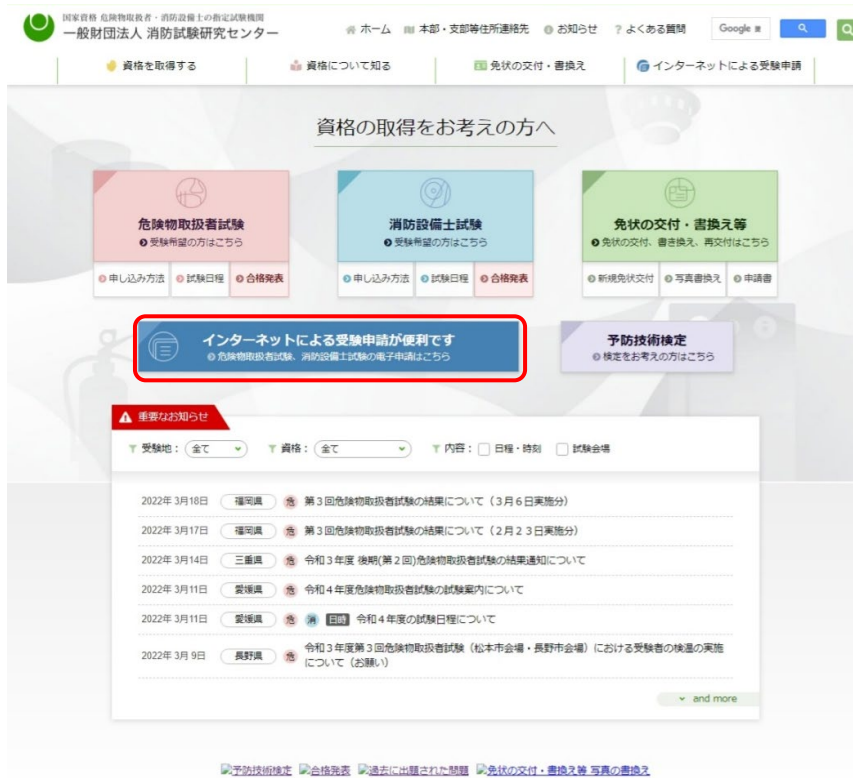 国家資格 危険物取扱者・消防設備士の指定試験機関
一般財団法人 消防試験研究センター
ホーム 本部・支部等住所連絡先 お知らせ ? よくある質問 Google
資格を取得する 資格について知る 免状の交付・書換え インターネットによる受験申請
資格の取得をお考えの方へ
危険物取扱者試験 消防設備士試験 免状の交付・書換え等
受験希望の方はこちら 受験希望の方はこちら 免状の交付、書き換え、再交付はこちら
申し込み方法 試験日程 合格発表 申し込み方法 試験日程 合格発表 新規免状交付 写真書換え 申請書
インターネットによる受験申請が便利です 予防技術検定
危険物取扱者試験、消防設備士試験の電子申請はこちら 検定をお考えの方はこちら
重要なお知らせ
受験地: 全て 資格: 全て 内容: 日程・時刻 試験会場
2022年 3月18日 福岡県 危 第3回危険物取扱者試験の結果について(3月6日実施分)
2022年 3月17日 福岡県 危 第3回危険物取扱者試験の結果について(2月23日実施分)
2022年 3月14日 三重県 危 令和3年度 後期(第2回)危険物取扱者試験の結果通知について
2022年 3月11日 愛媛県 危 令和4年度危険物取扱者試験の試験案内について
2022年 3月11日 愛媛県 危 消 日時 令和4年度の試験日程について
2022年 3月 9日 長野県 危 令和3年度第3回危険物取扱者試験(松本市会場・長野市会場)における受験者の検温の実施
について(お願い)
and more
予防技術検定 合格発表 過去に出題された問題 免状の交付・書換え等 写真の書換え